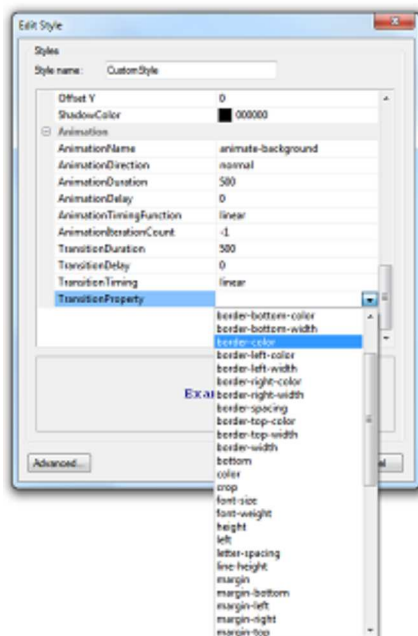 Edit Style
Styles
Style name: CustomStyle
Offset Y 0
ShadowColor 000000
Animation
AnimationName animate-background
AnimationDirection normal
AnimationDuration 500
AnimationDelay 0
AnimationTimingFunction linear
AnimationIterationCount -1
TransitionDuration 500
TransitionDelay 0
TransitionTiming linear
TransitionProperty
border-bottom-color
border-bottom-width
border-color
border-left-color
border-left-width
border-right-color
Exa border-right-width
border-spacing
border-top-color
border-top-width
border-width
bottom
Advanced... color el
crop
font-size
font-weight
height
left
letter-spacing
line-height
margin
margin-bottom
margin-left
margin-right
margin-top